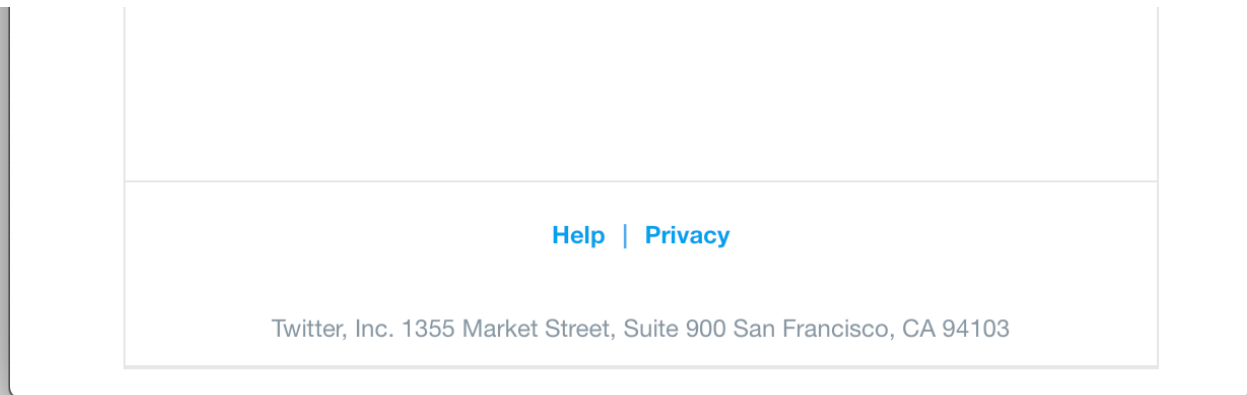 Help | Privacy
Twitter, Inc. 1355 Market Street, Suite 900 San Francisco, CA 94103